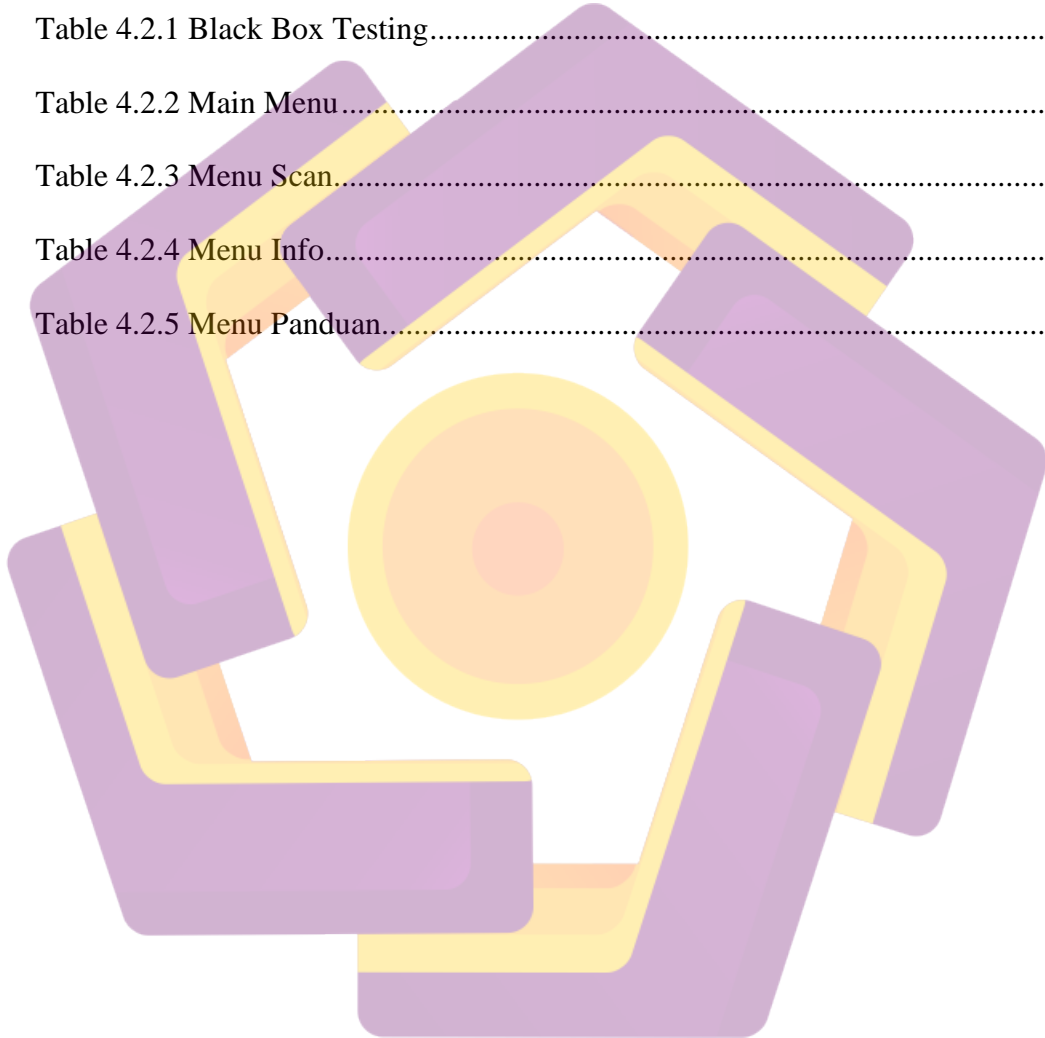 Table 4.2.1 Black Box Testing..............................................................................
Table 4.2.2 Main Menu.........................................................................................
Table 4.2.3 Menu Scan..........................................................................................
Table 4.2.4 Menu Info...........................................................................................
Table 4.2.5 Menu Panduan....................................................................................